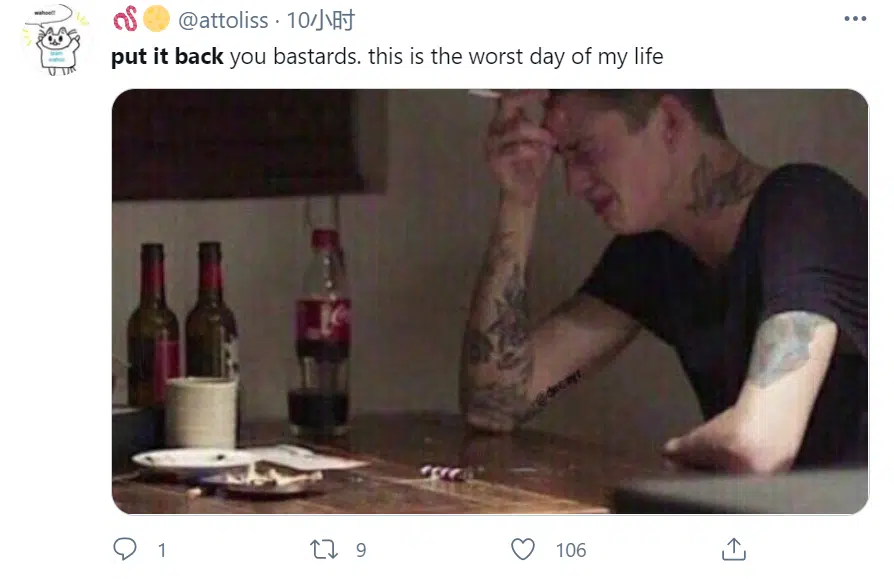 wahoo!!
@attoliss · 10小时
put it back you bastards. this is the worst day of my life
1
9
106